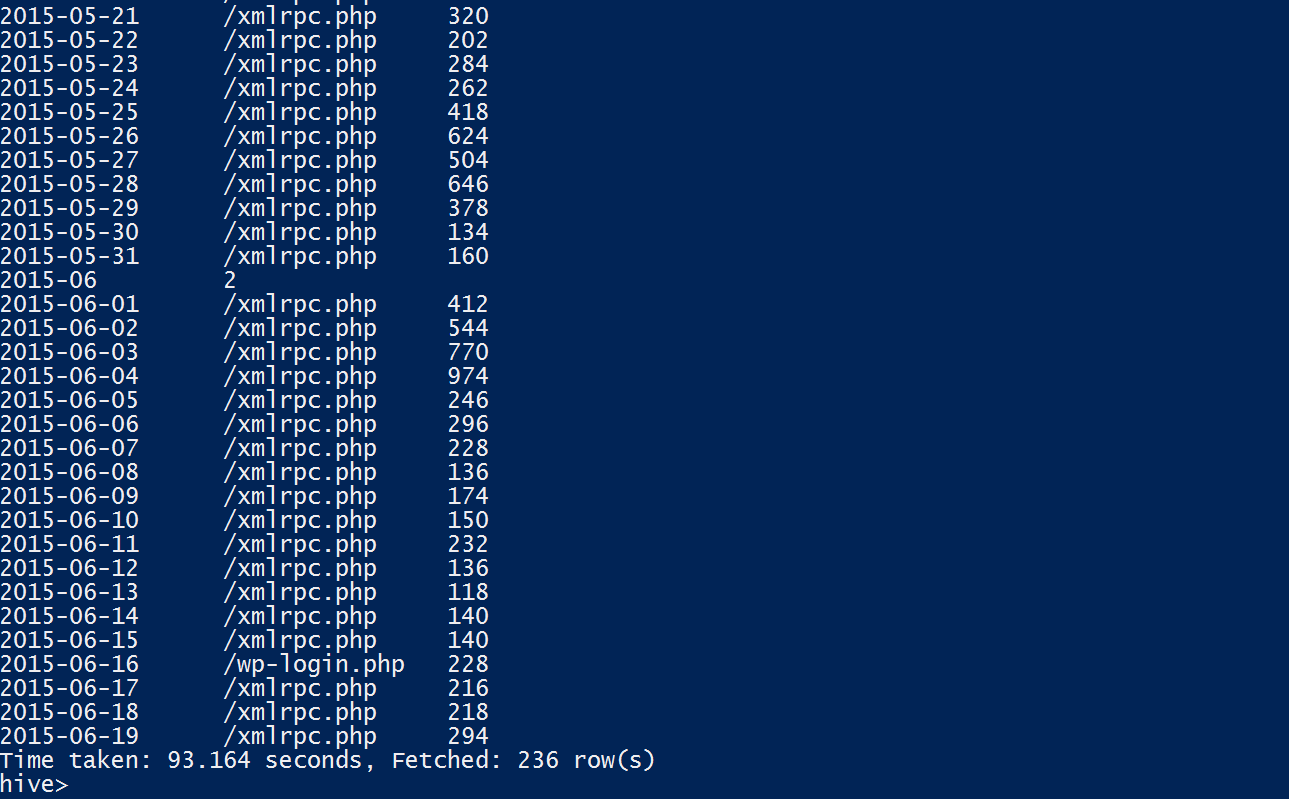 2015-05-21 /xmlrpc.php 320
2015-05-22 /xmlrpc.php 202
2015-05-23 /xmlrpc.php 284
2015-05-24 /xmlrpc.php 262
2015-05-25 /xmlrpc.php 418
2015-05-26 /xmlrpc.php 624
2015-05-27 /xmlrpc.php 504
2015-05-28 /xmlrpc.php 646
2015-05-29 /xmlrpc.php 378
2015-05-30 /xmlrpc.php 134
2015-05-31 /xmlrpc.php 160
2015-06 2
2015-06-01 /xmlrpc.php 412
2015-06-02 /xmlrpc.php 544
2015-06-03 /xmlrpc.php 770
2015-06-04 /xmlrpc.php 974
2015-06-05 /xmlrpc.php 246
2015-06-06 /xmlrpc.php 296
2015-06-07 /xmlrpc.php 228
2015-06-08 /xmlrpc.php 136
2015-06-09 /xmlrpc.php 174
2015-06-10 /xmlrpc.php 150
2015-06-11 /xmlrpc.php 232
2015-06-12 /xmlrpc.php 136
2015-06-13 /xmlrpc.php 118
2015-06-14 /xmlrpc.php 140
2015-06-15 /xmlrpc.php 140
2015-06-16 /wp-login.php 228
2015-06-17 /xmlrpc.php 216
2015-06-18 /xmlrpc.php 218
2015-06-19 /xmlrpc.php 294
Time taken: 93.164 seconds, Fetched: 236 row(s)
hive>